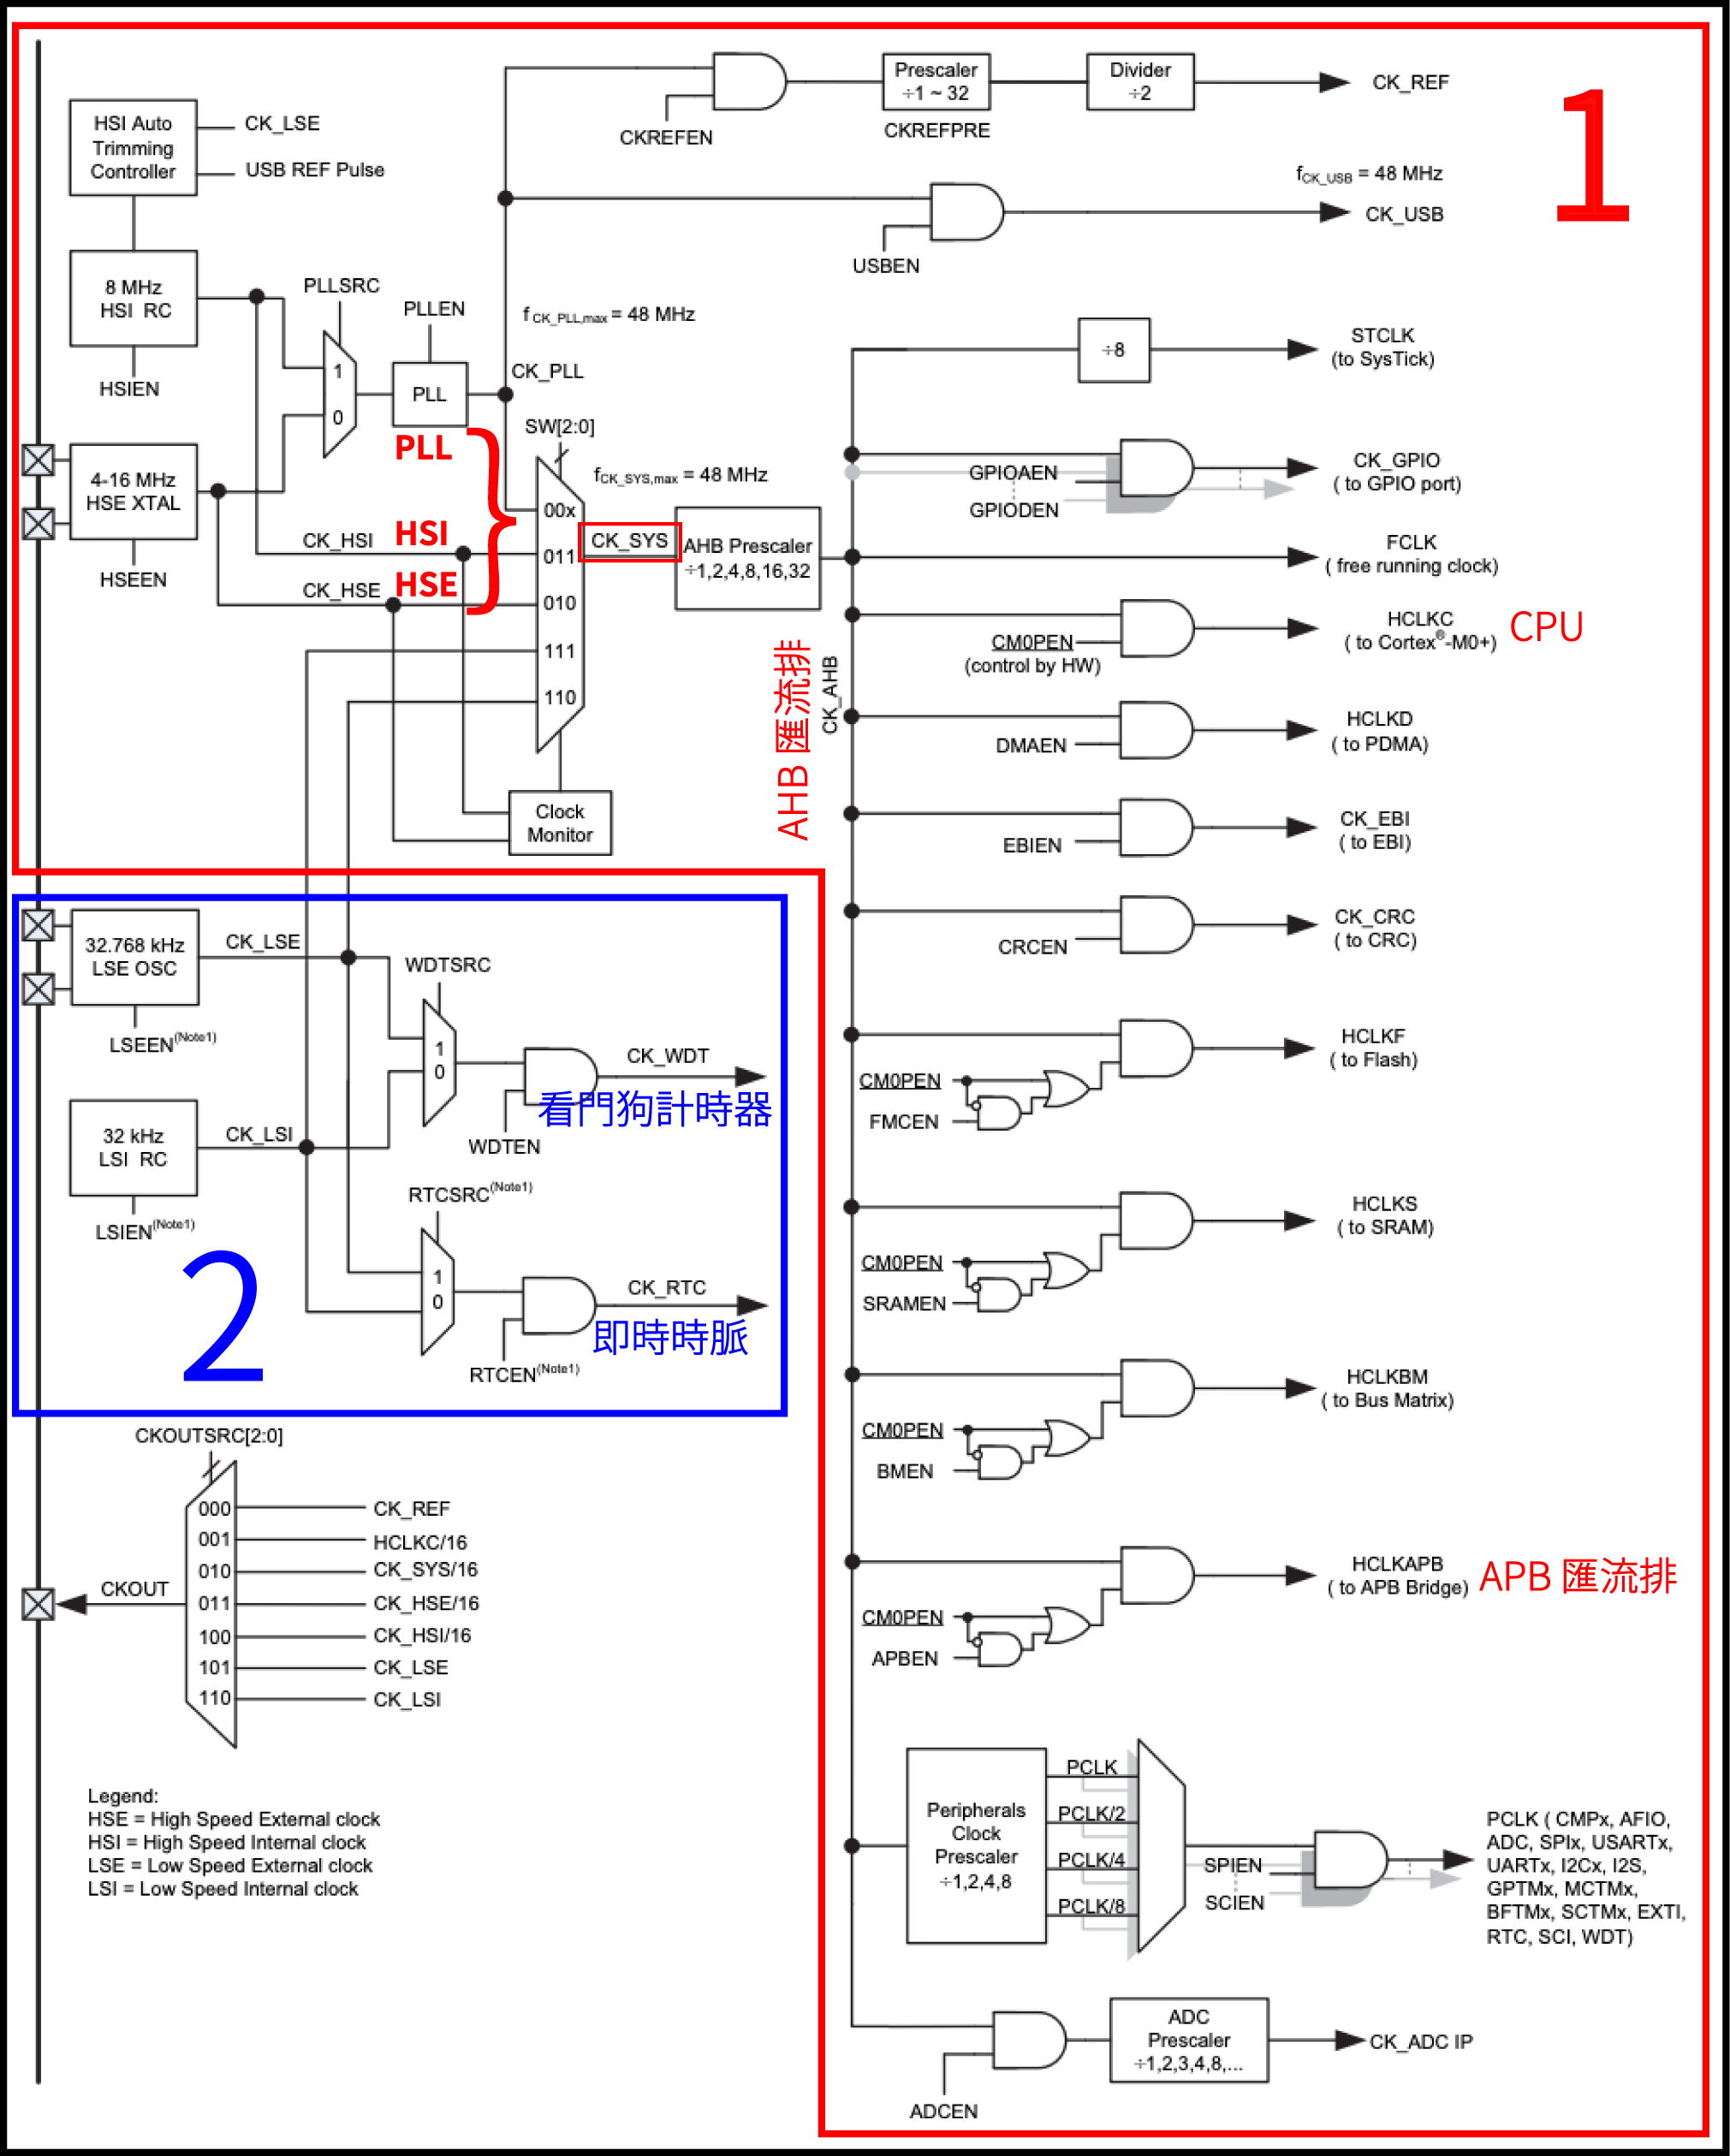 1
HSI Auto
Trimming
Controller
CK_LSE
USB REF Pulse
CKREFEN
Prescaler
÷1 ~ 32
CKREFPRE
Divider
÷2
CK_REF
fCK_USB = 48 MHz
CK_USB
USBEN
8 MHz
HSI RC
HSIEN
PLLSRC
1
0
PLLEN
PLL
CK_PLL
fCK_PLL,max = 48 MHz
4-16 MHz
HSE XTAL
HSEEN
PLL
HSI
HSE
CK_HSI
CK_HSE
SW[2:0]
fCK_SYS,max = 48 MHz
00x
011
010
111
110
CK_SYS
AHB Prescaler
÷1,2,4,8,16,32
Clock
Monitor
AHB 匯流排
CK_AHB
÷8
STCLK
(to SysTick)
GPIOAEN
GPIODEN
CK_GPIO
( to GPIO port)
FCLK
( free running clock)
CM0PEN
(control by HW)
HCLKC
( to Cortex®-M0+)
CPU
DMAEN
HCLKD
( to PDMA)
EBIEN
CK_EBI
( to EBI)
CRCEN
CK_CRC
( to CRC)
CM0PEN
FMCEN
HCLKF
( to Flash)
CM0PEN
SRAMEN
HCLKS
( to SRAM)
CM0PEN
BMEN
HCLKBM
( to Bus Matrix)
CM0PEN
APBEN
HCLKAPB
( to APB Bridge)
APB 匯流排
Peripherals
Clock
Prescaler
÷1,2,4,8
PCLK
PCLK/2
PCLK/4
PCLK/8
SPIEN
SCIEN
PCLK ( CMPx, AFIO,
ADC, SPIx, USARTx,
UARTx, I2Cx, I2S,
GPTMx, MCTMx,
BFTMx, SCTMx, EXTI,
RTC, SCI, WDT)
ADCEN
ADC
Prescaler
÷1,2,3,4,8,...
CK_ADC IP
32.768 kHz
LSE OSC
LSEEN(Note1)
CK_LSE
WDTSRC
1
0
WDTEN
CK_WDT
看門狗計時器
32 kHz
LSI RC
LSIEN(Note1)
CK_LSI
RTCSRC(Note1)
1
0
RTCEN(Note1)
CK_RTC
即時時脈
2
CKOUTSRC[2:0]
CKOUT
000 CK_REF
001 HCLKC/16
010 CK_SYS/16
011 CK_HSE/16
100 CK_HSI/16
101 CK_LSE
110 CK_LSI
Legend:
HSE = High Speed External clock
HSI = High Speed Internal clock
LSE = Low Speed External clock
LSI = Low Speed Internal clock